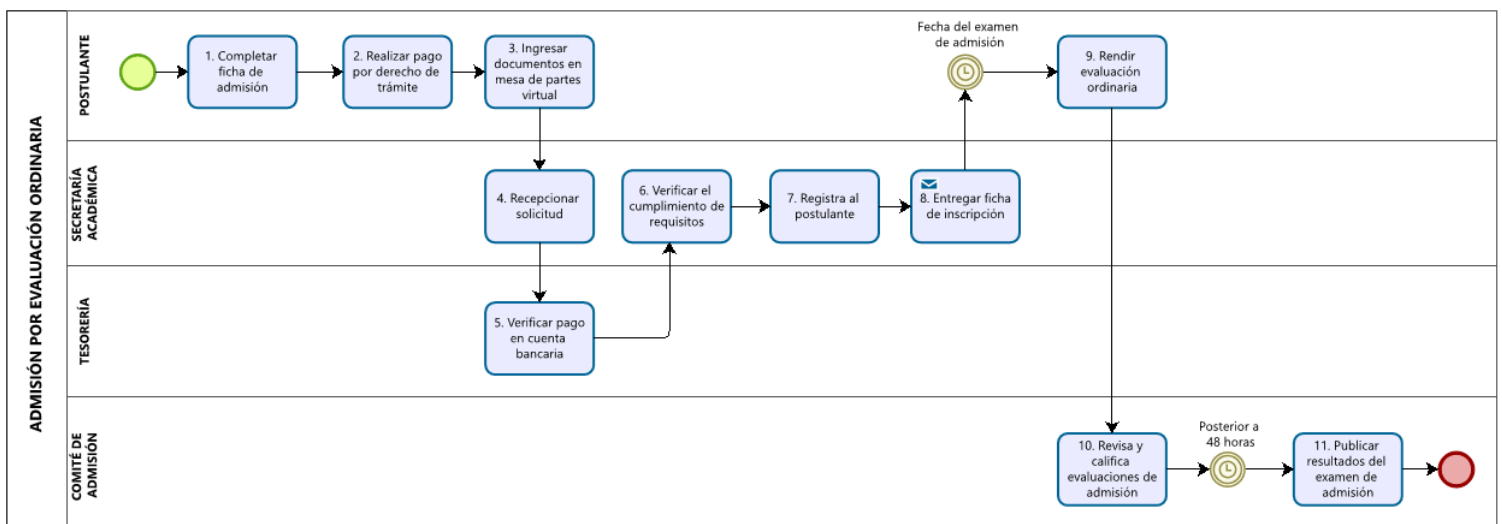 ADMISIÓN POR EVALUACIÓN ORDINARIA
POSTULANTE
1. Completar
ficha de
admisión
2. Realizar pago
por derecho de
trámite
3. Ingresar
documentos en
mesa de partes
virtual
Fecha del examen
de admisión
9. Rendir
evaluación
ordinaria
SECRETARÍA
ACADÉMICA
4. Recepcionar
solicitud
6. Verificar el
cumplimiento de
requisitos
7. Registra al
postulante
8. Entregar ficha
de inscripción
TESORERÍA
5. Verificar pago
en cuenta
bancaria
COMITÉ DE
ADMISIÓN
10. Revisa y
califica
evaluaciones de
admisión
Posterior a
48 horas
11. Publicar
resultados del
examen de
admisión